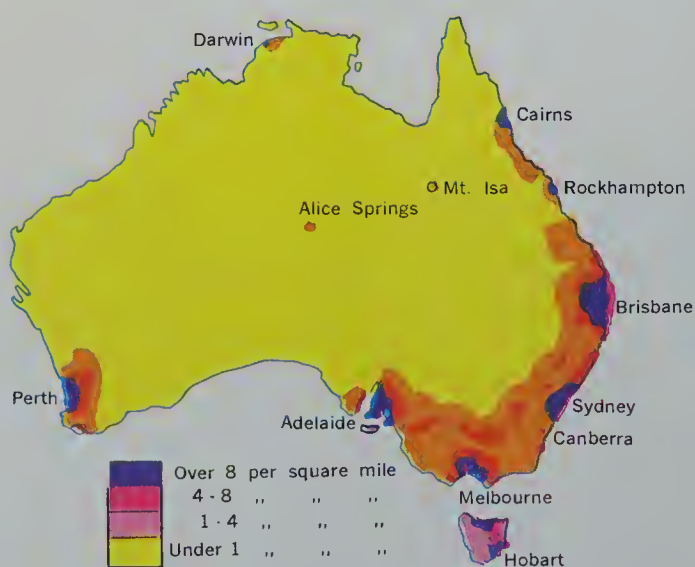 Darwin
Cairns
Mt. Isa
Rockhampton
Alice Springs
Brisbane
Perth
Adelaide
Sydney
Canberra
Melbourne
Hobart
Over 8 per square mile
4-8 ,, ,, ,,
1-4 ,, ,, ,,
Under 1 ,, ,, ,,